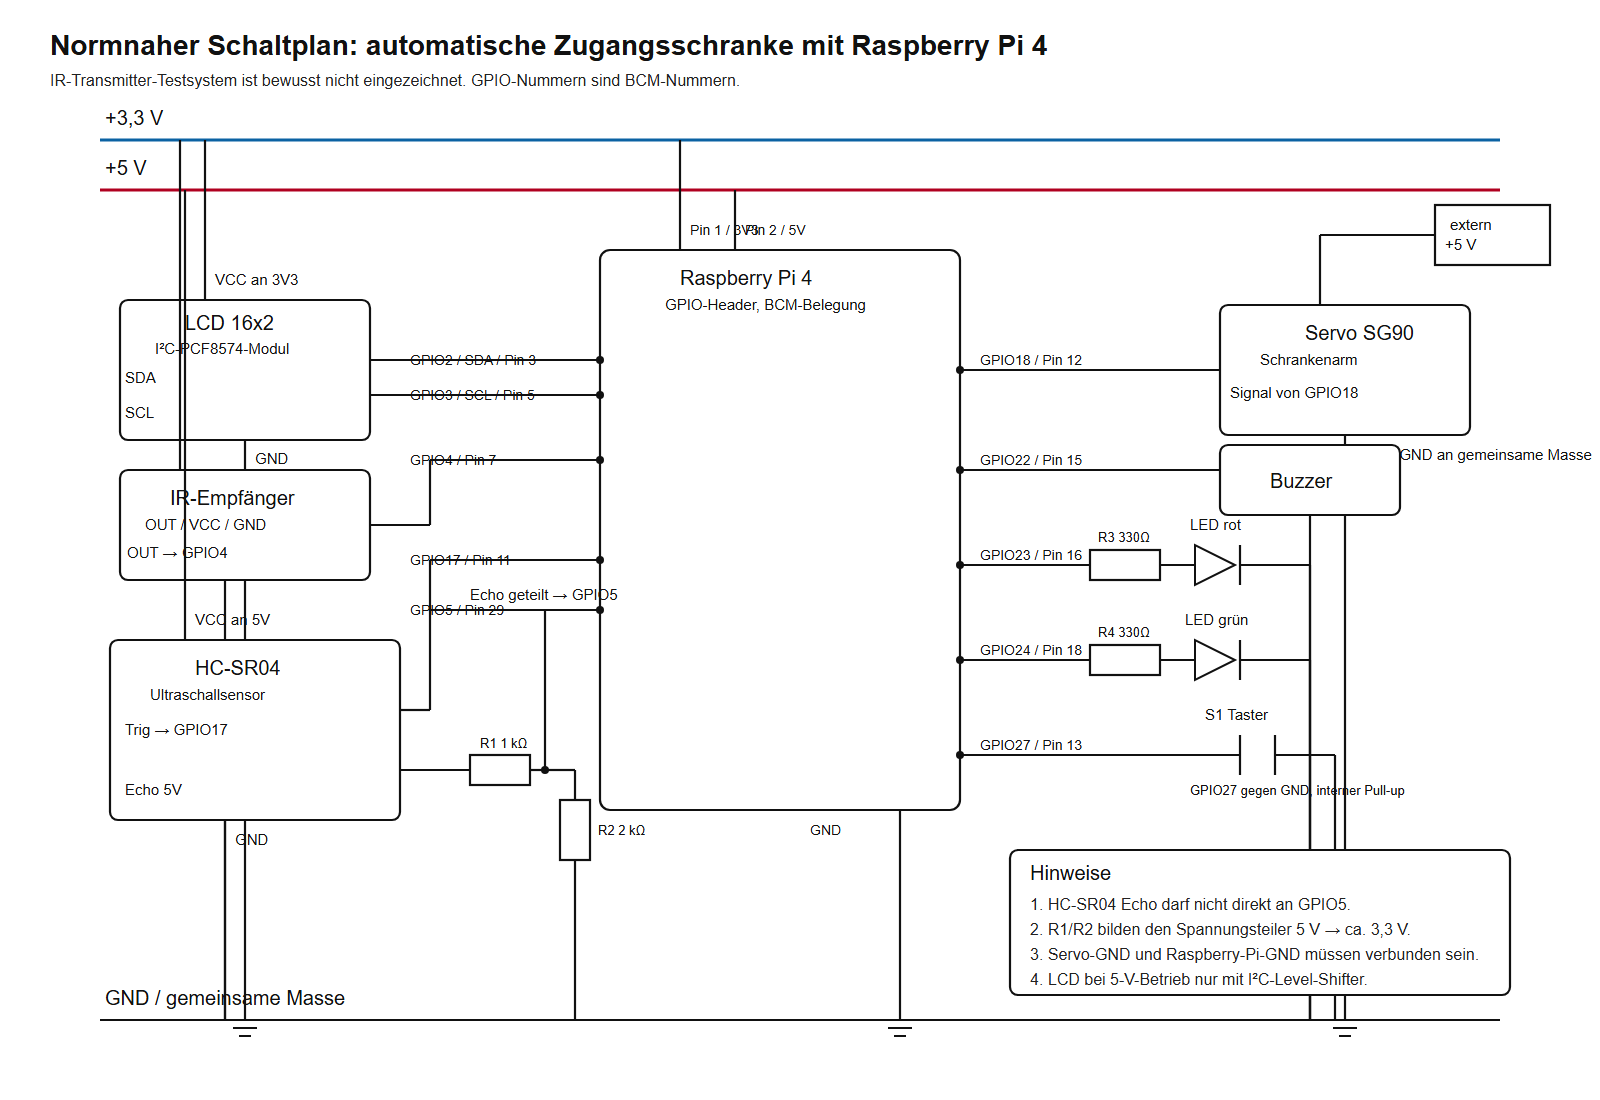 Normnaher Schaltplan: automatische Zugangsschranke mit Raspberry Pi 4
IR-Transmitter-Testsystem ist bewusst nicht eingezeichnet. GPIO-Nummern sind BCM-Nummern.
+3,3 V
+5 V
Pin 1 / 3V3
Pin 2 / 5V
extern
+5 V
VCC an 3V3
LCD 16x2
I²C-PCF8574-Modul
SDA
SCL
GND
IR-Empfänger
OUT / VCC / GND
OUT → GPIO4
VCC an 5V
HC-SR04
Ultraschallsensor
Trig → GPIO17
Echo 5V
GND
GPIO2 / SDA / Pin 3
GPIO3 / SCL / Pin 5
GPIO4 / Pin 7
GPIO17 / Pin 11
Echo geteilt → GPIO5
GPIO5 / Pin 29
R1 1 kΩ
R2 2 kΩ
Raspberry Pi 4
GPIO-Header, BCM-Belegung
GND
GPIO18 / Pin 12
Servo SG90
Schrankenarm
Signal von GPIO18
GND an gemeinsame Masse
GPIO22 / Pin 15
Buzzer
LED rot
R3 330Ω
GPIO23 / Pin 16
LED grün
R4 330Ω
GPIO24 / Pin 18
S1 Taster
GPIO27 / Pin 13
GPIO27 gegen GND, interner Pull-up
Hinweise
1. HC-SR04 Echo darf nicht direkt an GPIO5.
2. R1/R2 bilden den Spannungsteiler 5 V → ca. 3,3 V.
3. Servo-GND und Raspberry-Pi-GND müssen verbunden sein.
4. LCD bei 5-V-Betrieb nur mit I²C-Level-Shifter.
GND / gemeinsame Masse